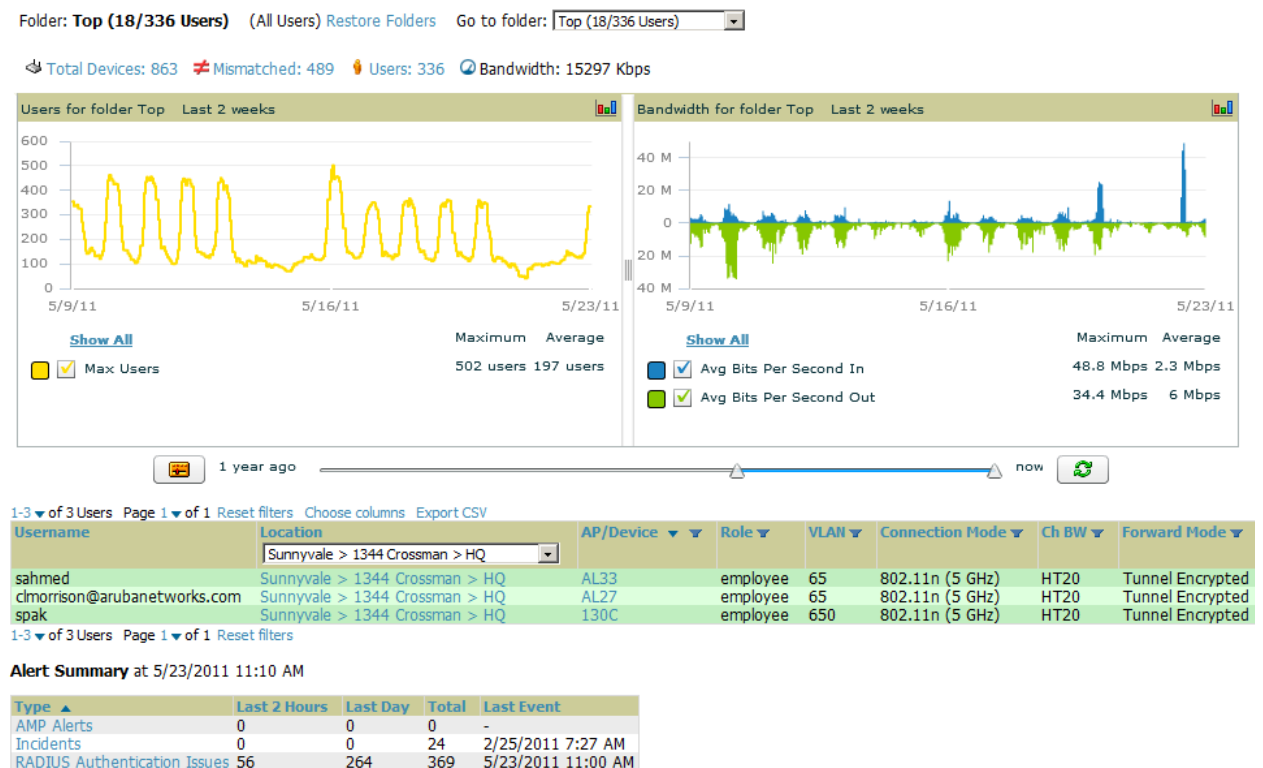 Folder: Top (18/336 Users) (All Users) Restore Folders Go to folder: Top (18/336 Users)
Total Devices: 863 Mismatched: 489 Users: 336 Bandwidth: 15297 Kbps
Users for folder Top Last 2 weeks
600
500
400
300
200
100
0
5/9/11 5/16/11 5/23/11
Show All Maximum Average
Max Users 502 users 197 users
Bandwidth for folder Top Last 2 weeks
40 M
20 M
0
20 M
40 M
5/9/11 5/16/11 5/23/11
Show All Maximum Average
Avg Bits Per Second In 48.8 Mbps 2.3 Mbps
Avg Bits Per Second Out 34.4 Mbps 6 Mbps
1 year ago now
1-3 of 3 Users Page 1 of 1 Reset filters Choose columns Export CSV
Username Location AP/Device Role VLAN Connection Mode Ch BW Forward Mode
Sunnyvale > 1344 Crossman > HQ
sahmed Sunnyvale > 1344 Crossman > HQ AL33 employee 65 802.11n (5 GHz) HT20 Tunnel Encrypted
clmorrison@arubanetworks.com Sunnyvale > 1344 Crossman > HQ AL27 employee 65 802.11n (5 GHz) HT20 Tunnel Encrypted
spak Sunnyvale > 1344 Crossman > HQ 130C employee 650 802.11n (5 GHz) HT20 Tunnel Encrypted
1-3 of 3 Users Page 1 of 1 Reset filters
Alert Summary at 5/23/2011 11:10 AM
Type Last 2 Hours Last Day Total Last Event
AMP Alerts 0 0 0 -
Incidents 0 0 24 2/25/2011 7:27 AM
RADIUS Authentication Issues 56 264 369 5/23/2011 11:00 AM